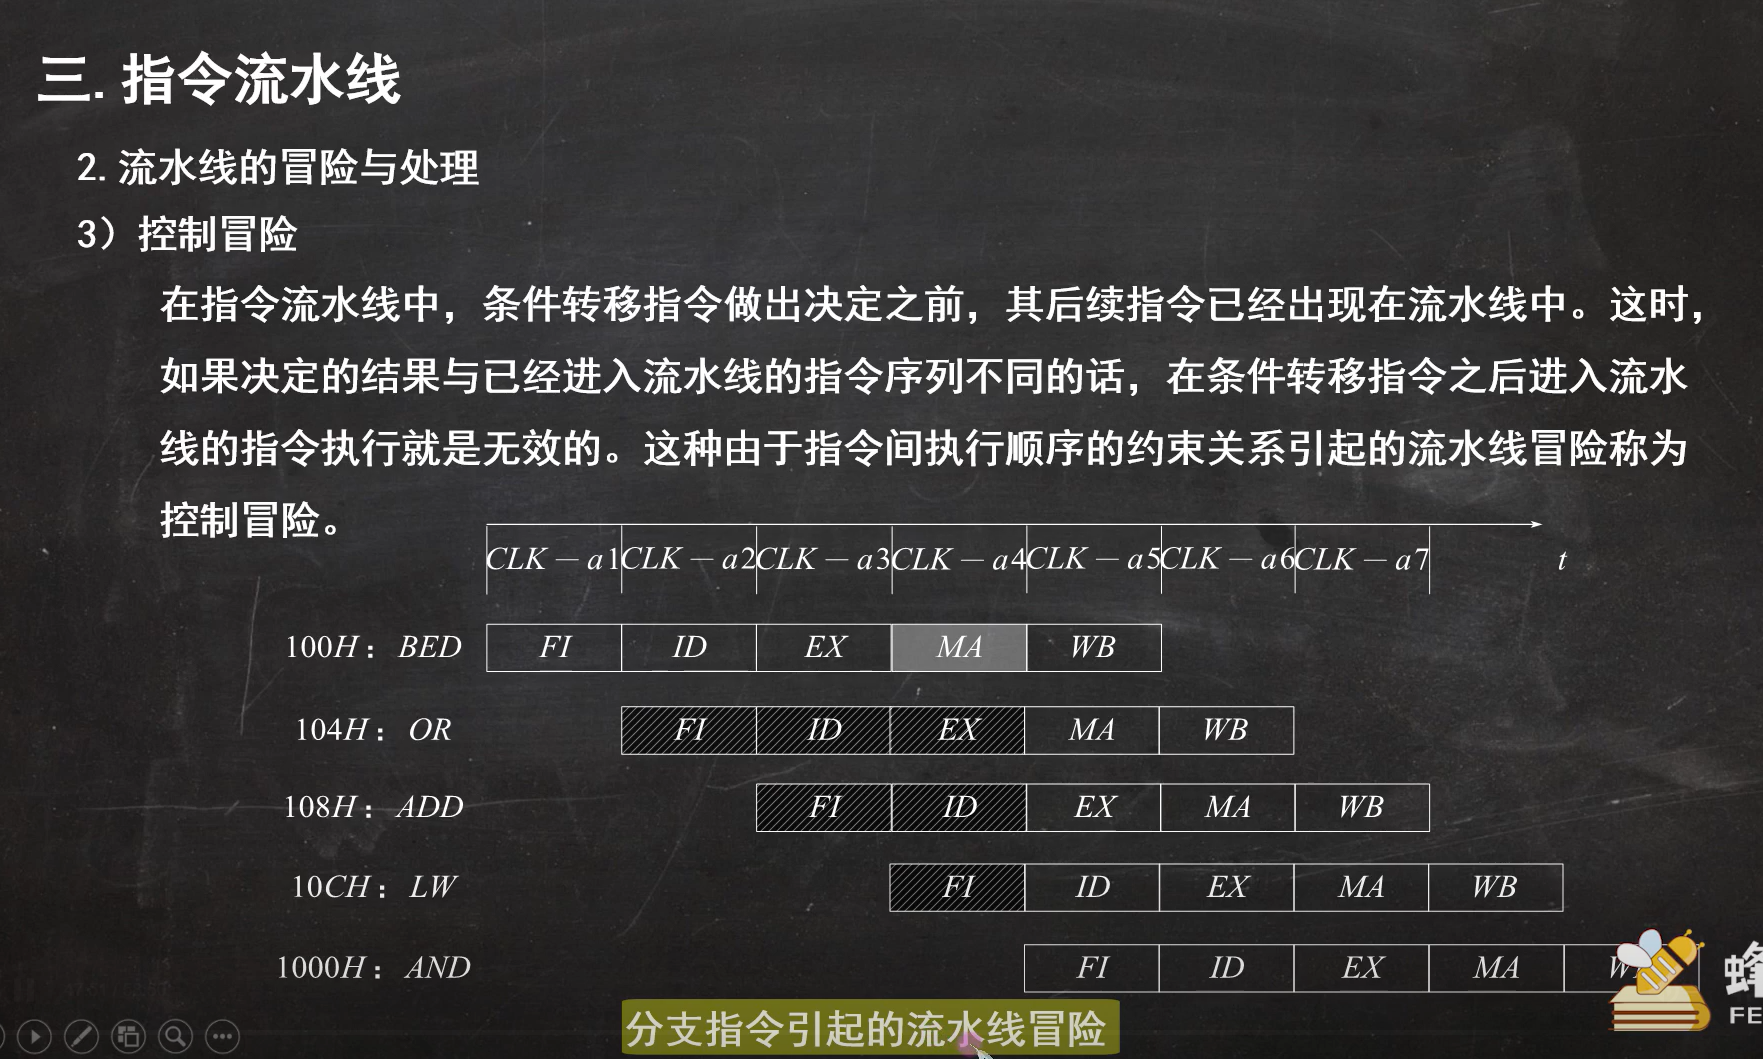 三. 指令流水线
2. 流水线的冒险与处理
3）控制冒险
在指令流水线中，条件转移指令做出决定之前，其后续指令已经出现在流水线中。这时，
如果决定的结果与已经进入流水线的指令序列不同的话，在条件转移指令之后进入流水
线的指令执行就是无效的。这种由于指令间执行顺序的约束关系引起的流水线冒险称为
控制冒险。
CLK－a1 CLK－a2 CLK－a3 CLK－a4 CLK－a5 CLK－a6 CLK－a7 t
100H：BED FI ID EX MA WB
104H：OR FI ID EX MA WB
108H：ADD FI ID EX MA WB
10CH：LW FI ID EX MA WB
1000H：AND FI ID EX MA
分支指令引起的流水线冒险
蜂
FE